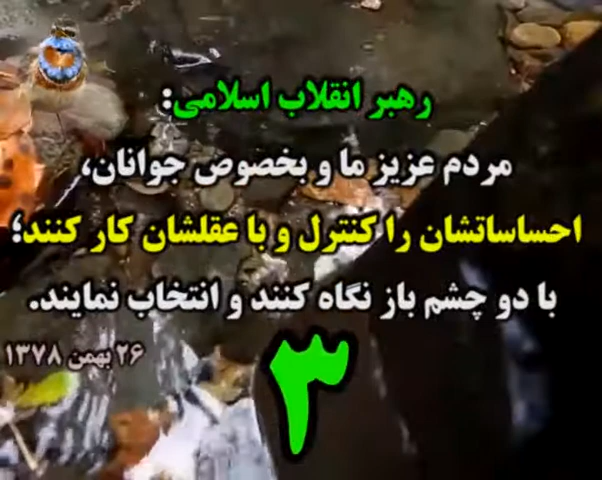 رهبر انقلاب اسلامی:
مردم عزیز ما و بخصوص جوانان،
احساساتشان را کنترل و با عقلشان کار کنند؛
با دو چشم باز نگاه کنند و انتخاب نمایند.
۲۶ بهمن ۱۳۷۸
۳